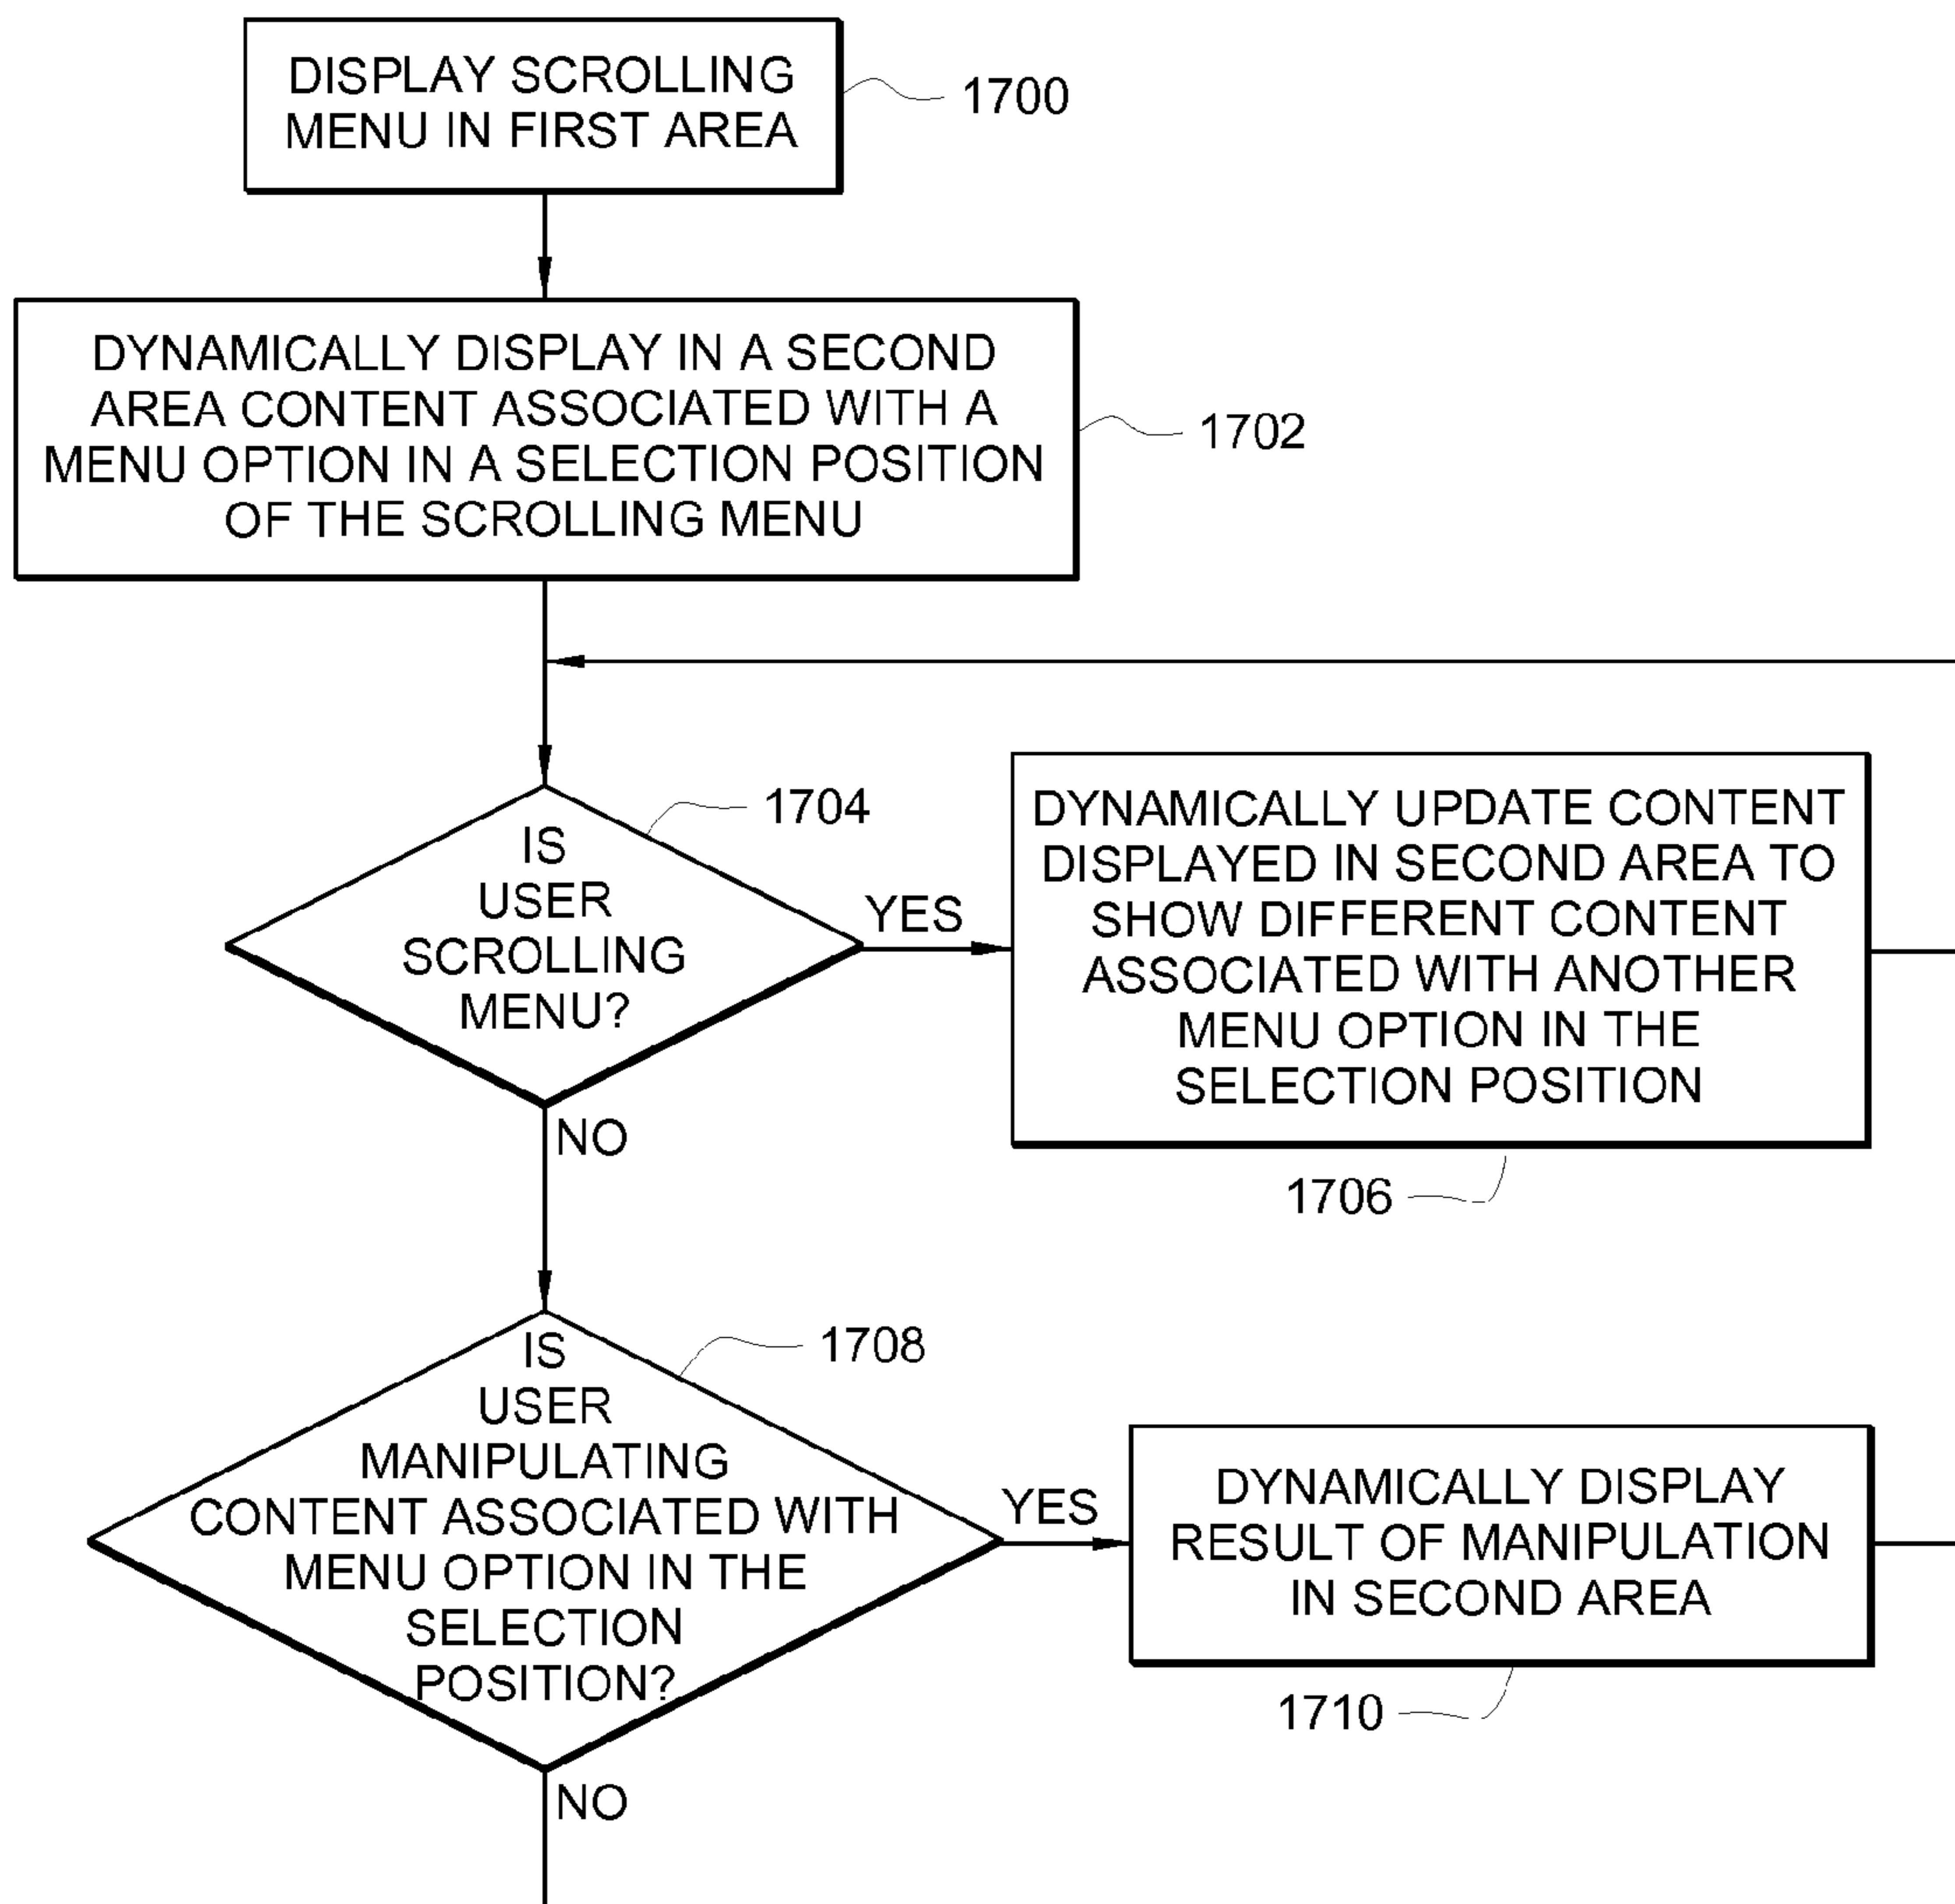 DISPLAY SCROLLING
MENU IN FIRST AREA
1700
DYNAMICALLY DISPLAY IN A SECOND
AREA CONTENT ASSOCIATED WITH A
MENU OPTION IN A SELECTION POSITION
OF THE SCROLLING MENU
1702
IS
USER
SCROLLING
MENU?
1704
YES
NO
DYNAMICALLY UPDATE CONTENT
DISPLAYED IN SECOND AREA TO
SHOW DIFFERENT CONTENT
ASSOCIATED WITH ANOTHER
MENU OPTION IN THE
SELECTION POSITION
1706
IS
USER
MANIPULATING
CONTENT ASSOCIATED WITH
MENU OPTION IN THE
SELECTION
POSITION?
1708
YES
NO
DYNAMICALLY DISPLAY
RESULT OF MANIPULATION
IN SECOND AREA
1710